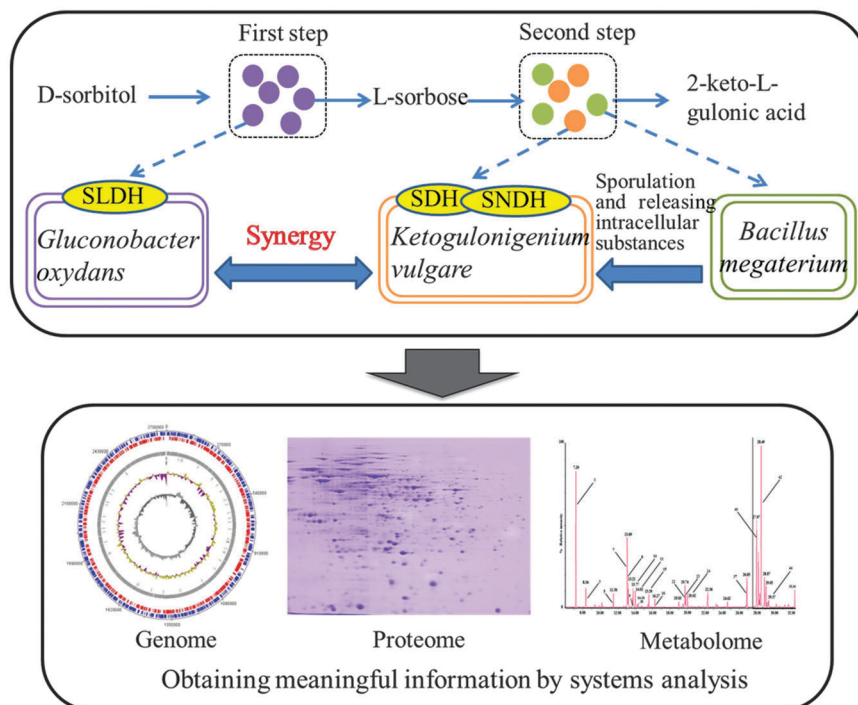 First step
Second step
D-sorbitol
L-sorbose
2-keto-L-
gulonic acid
SLDH
SDH
SNDH
Sporulation
and releasing
intracellular
substances
Gluconobacter
oxydans
Synergy
Ketogulonigenium
vulgare
Bacillus
megaterium
Genome
Proteome
Metabolome
Obtaining meaningful information by systems analysis